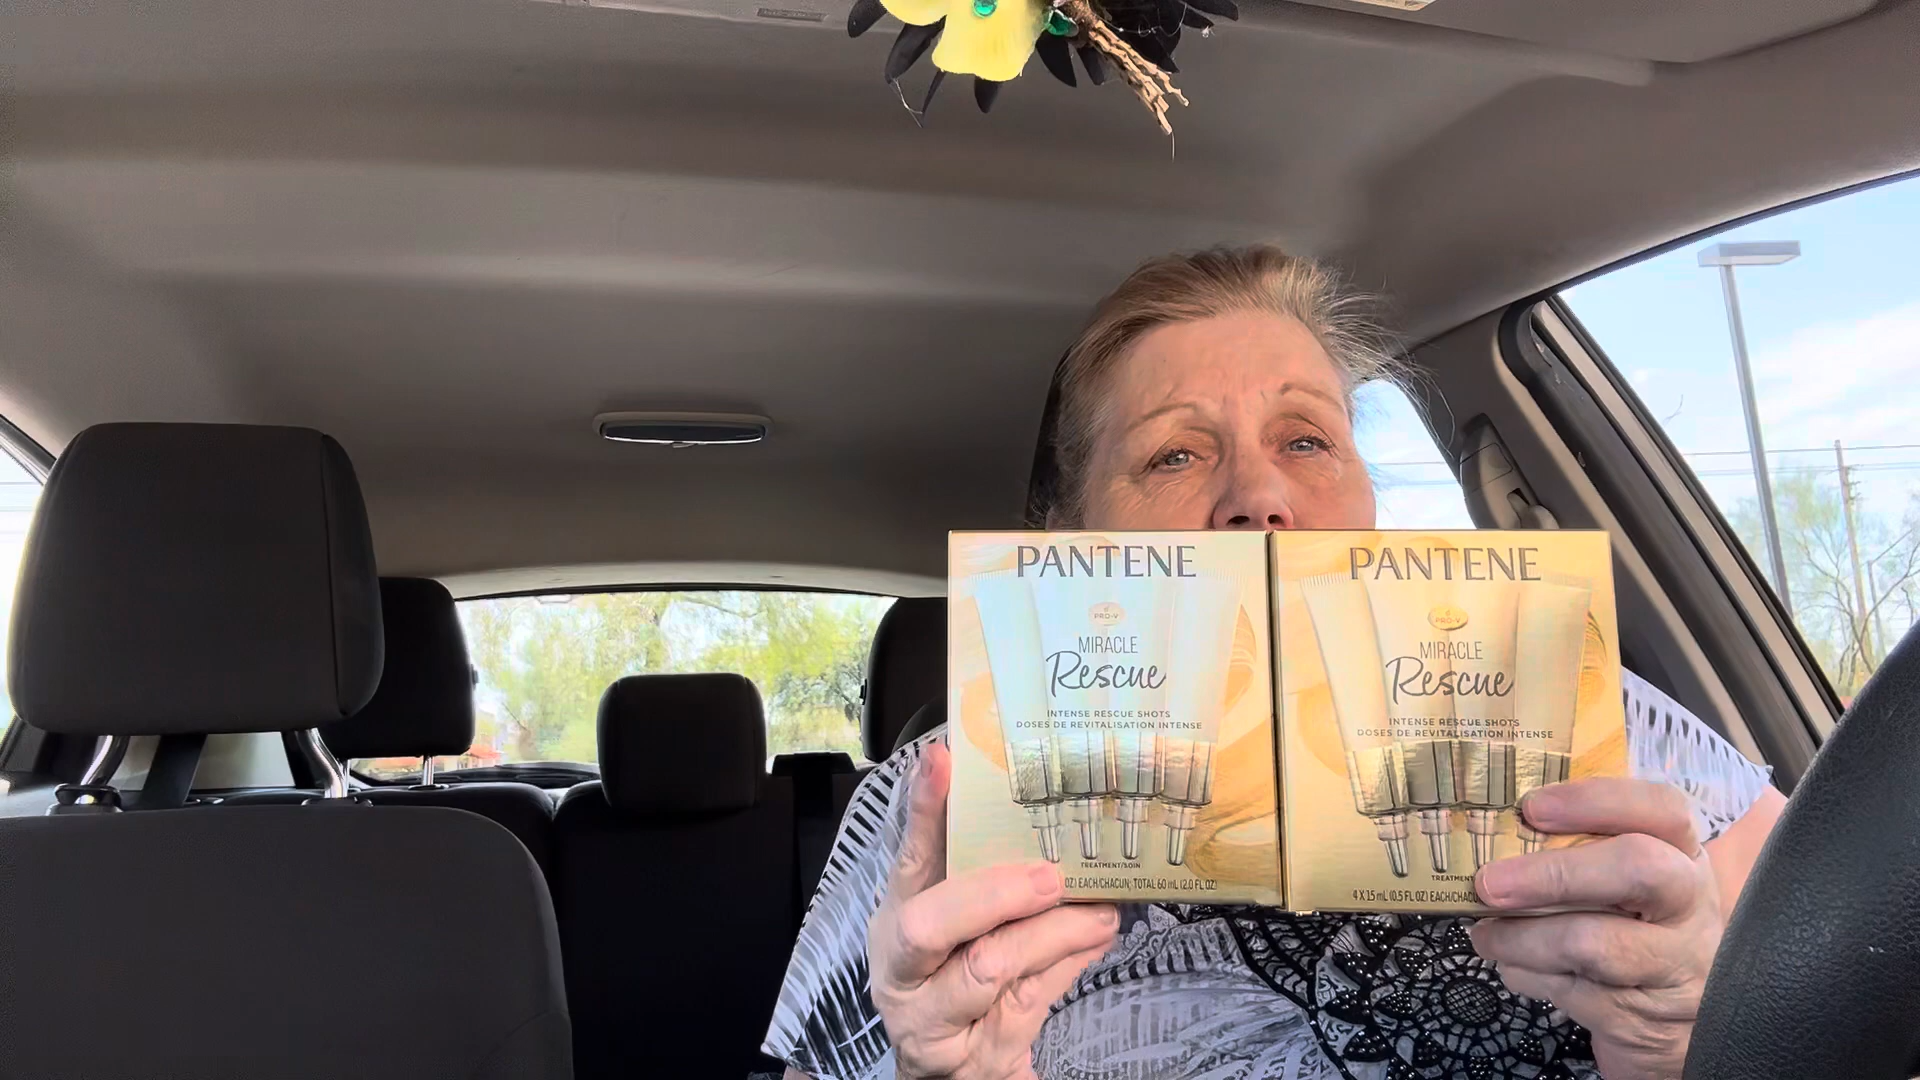 PANTENE
PRO-V
MIRACLE
Rescue
INTENSE RESCUE SHOTS
DOSES DE REVITALISATION INTENSE
TREATMENT/SOIN
OZ) EACH/CHACUN; TOTAL 60 mL (2.0 FL OZ)
PANTENE
PRO-V
MIRACLE
Rescue
INTENSE RESCUE SHOTS
DOSES DE REVITALISATION INTENSE
TREATMENT
4 X 15 mL (0.5 FL OZ) EACH/CHACU